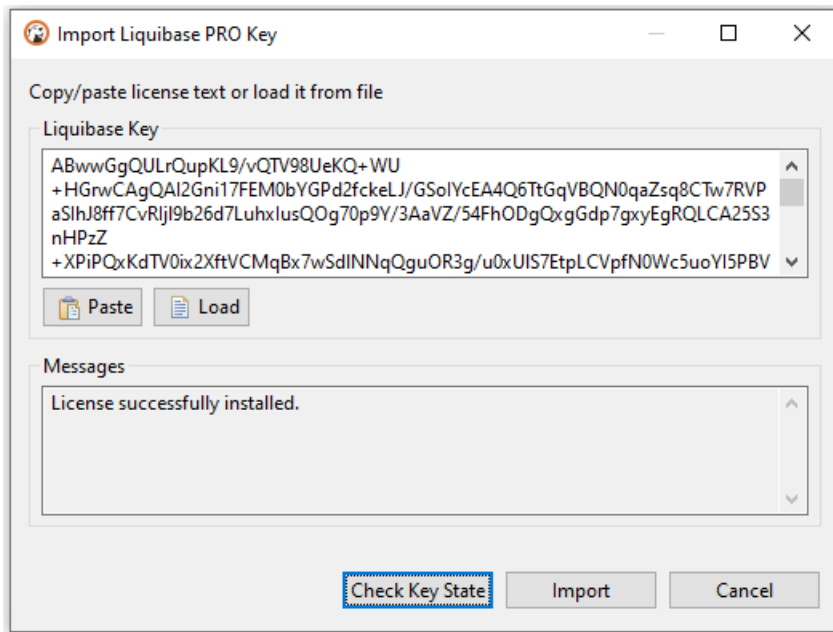 Import Liquibase PRO Key
Copy/paste license text or load it from file
Liquibase Key
ABwwGgQULrQupKL9/vQTV98UeKQ+WU
+HGrwCAgQAI2Gni17FEM0bYGPd2fckeLJ/GSolYcEA4Q6TtGqVBQN0qaZsq8CTw7RVP
aSlhJ8ff7CvRljI9b26d7LuhxIusQOg70p9Y/3AaVZ/54FhODgQxgGdp7gxyEgRQLCA25S3
nHPzZ
+XPiPQxKdTV0ix2XftVCMqBx7wSdINNqQguOR3g/u0xUIS7EtpLCVpfN0Wc5uoYI5PBV
Paste Load
Messages
License successfully installed.
Check Key State Import Cancel